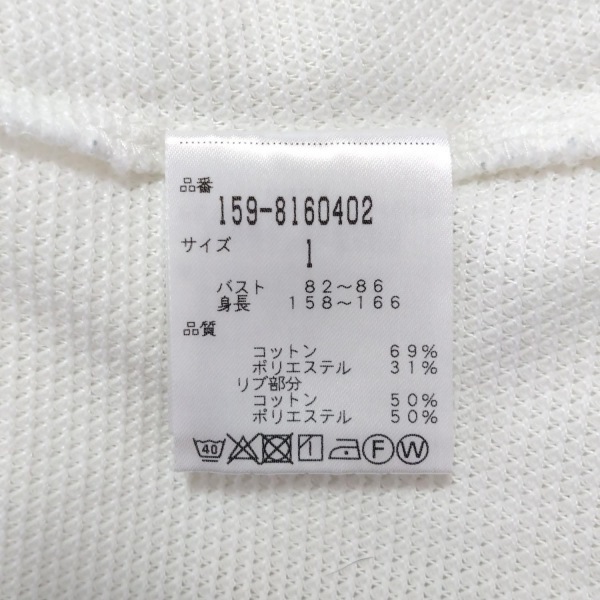 品番
159-8160402
サイズ
1
バスト 82～86
身長 158～166
品質
コットン 69%
ポリエステル 31%
リブ部分
コットン 50%
ポリエステル 50%
40 F W